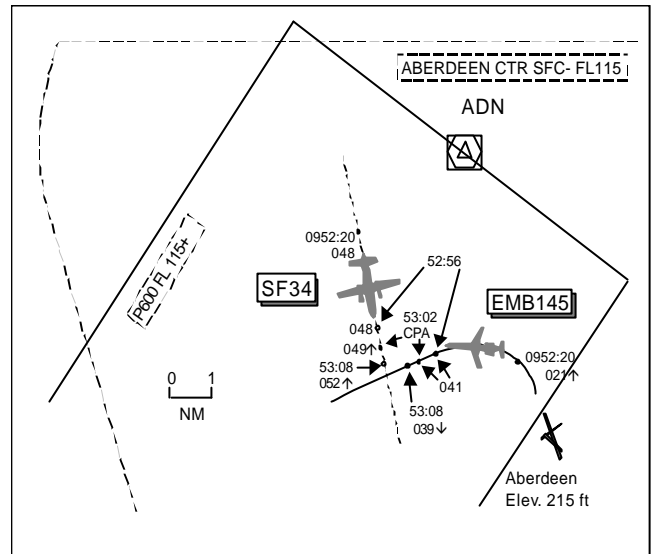 ABERDEEN CTR SFC- FL115
ADN
P600 FL 115+
0952:20
048
SF34
52:56
EMB145
53:02
CPA
048
049↑
53:08
052↑
0952:20
021↑
041
53:08
039↓
0 1
NM
Aberdeen
Elev. 215 ft